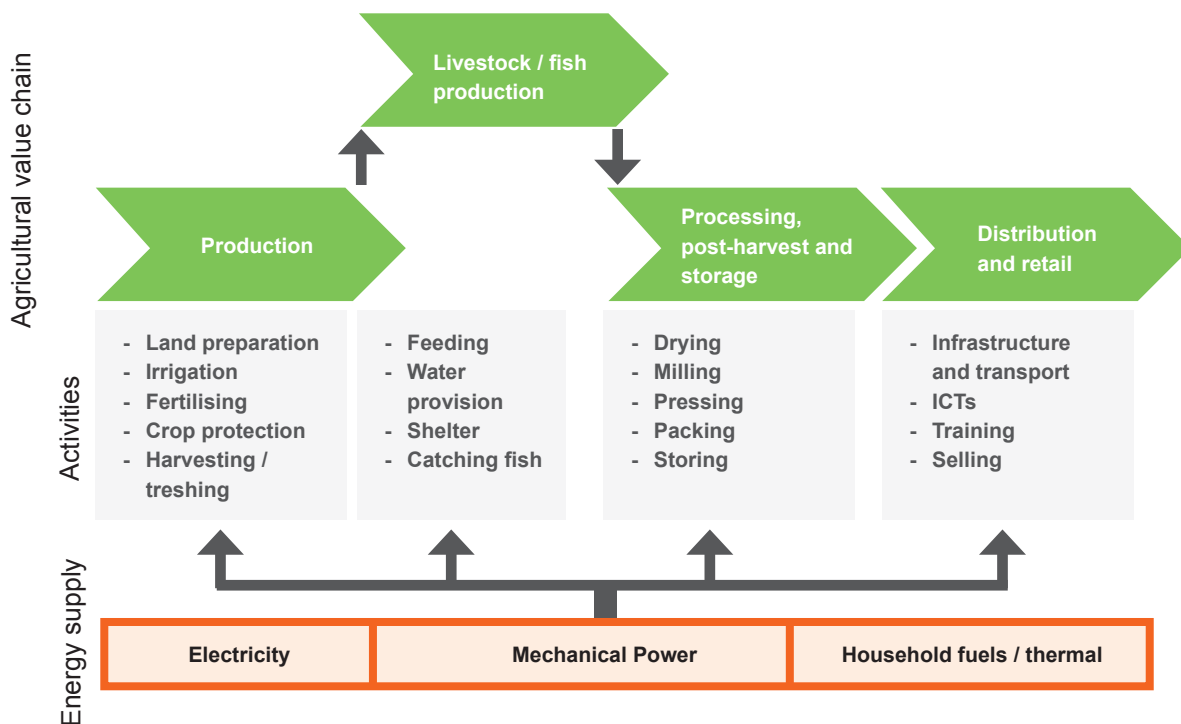 Agricultural value chain
Livestock / fish
production
Production
Processing,
post-harvest and
storage
Distribution
and retail
Activities
- Land preparation
- Irrigation
- Fertilising
- Crop protection
- Harvesting /
treshing
- Feeding
- Water
provision
- Shelter
- Catching fish
- Drying
- Milling
- Pressing
- Packing
- Storing
- Infrastructure
and transport
- ICTs
- Training
- Selling
Energy supply
Electricity
Mechanical Power
Household fuels / thermal